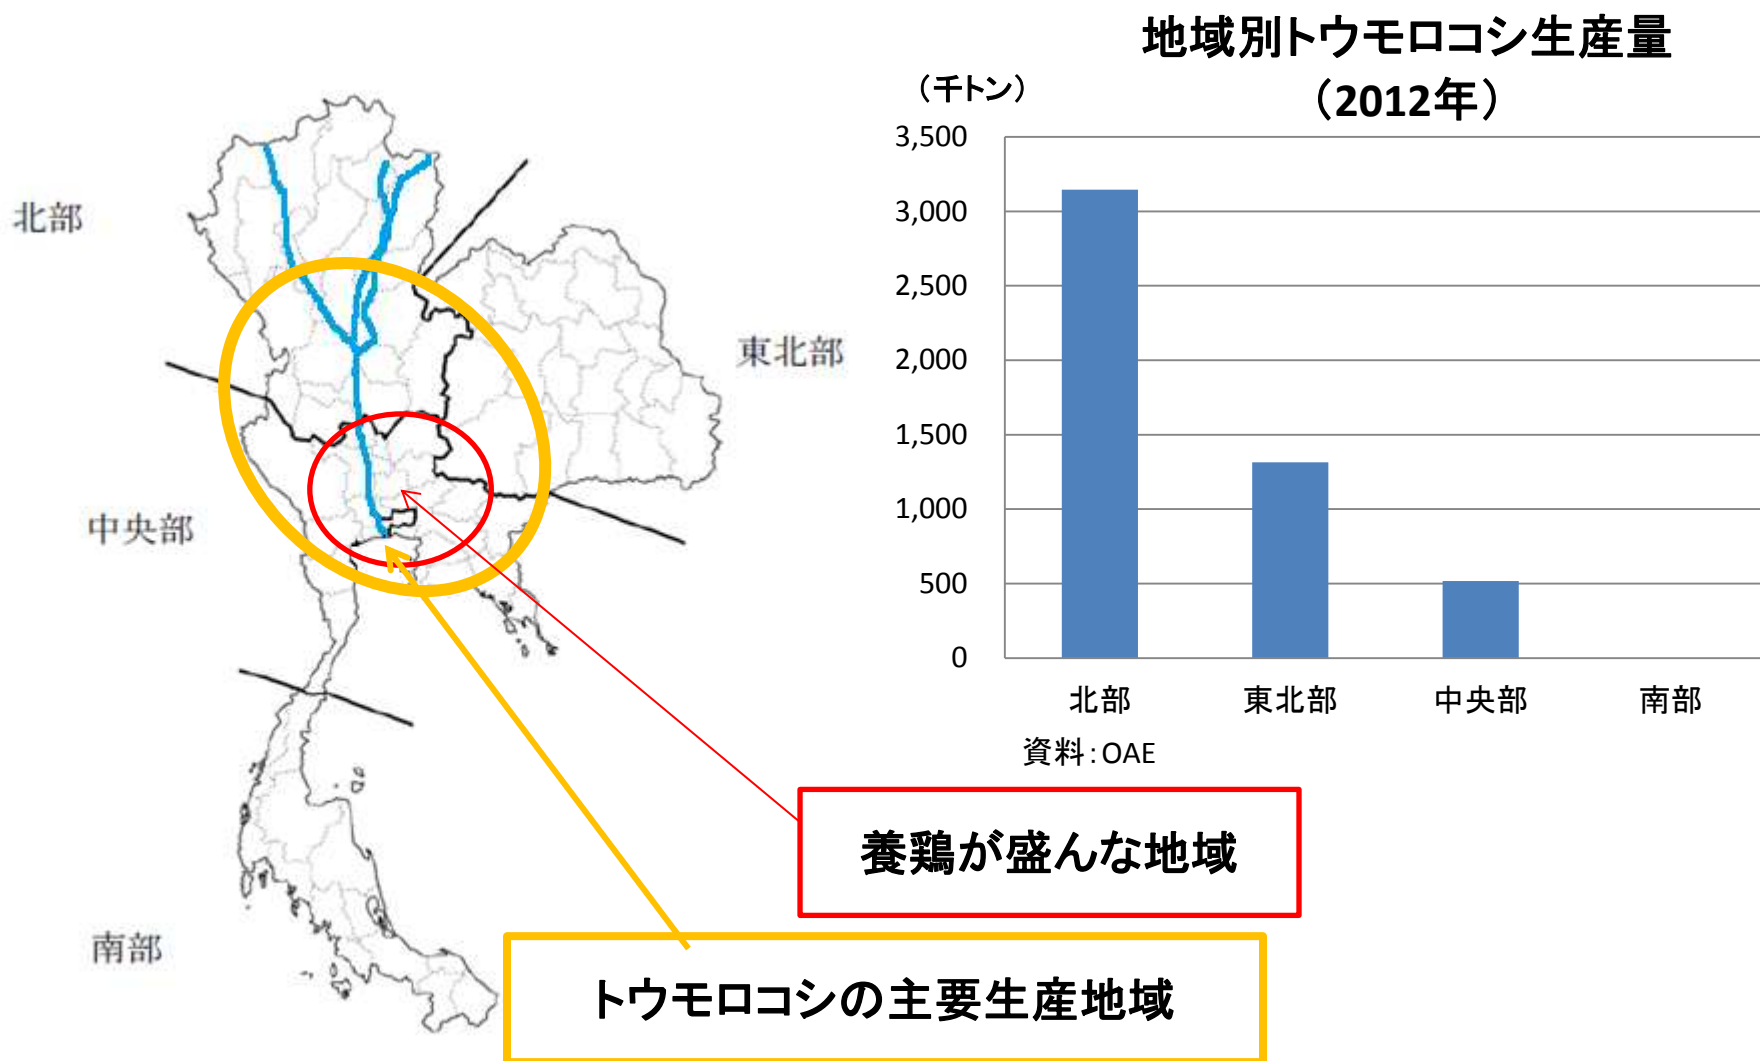 地域別トウモロコシ生産量
（2012年）
（千トン）
3,500
3,000
2,500
2,000
1,500
1,000
500
0
北部 東北部 中央部 南部
資料：OAE
北部
東北部
中央部
南部
養鶏が盛んな地域
トウモロコシの主要生産地域